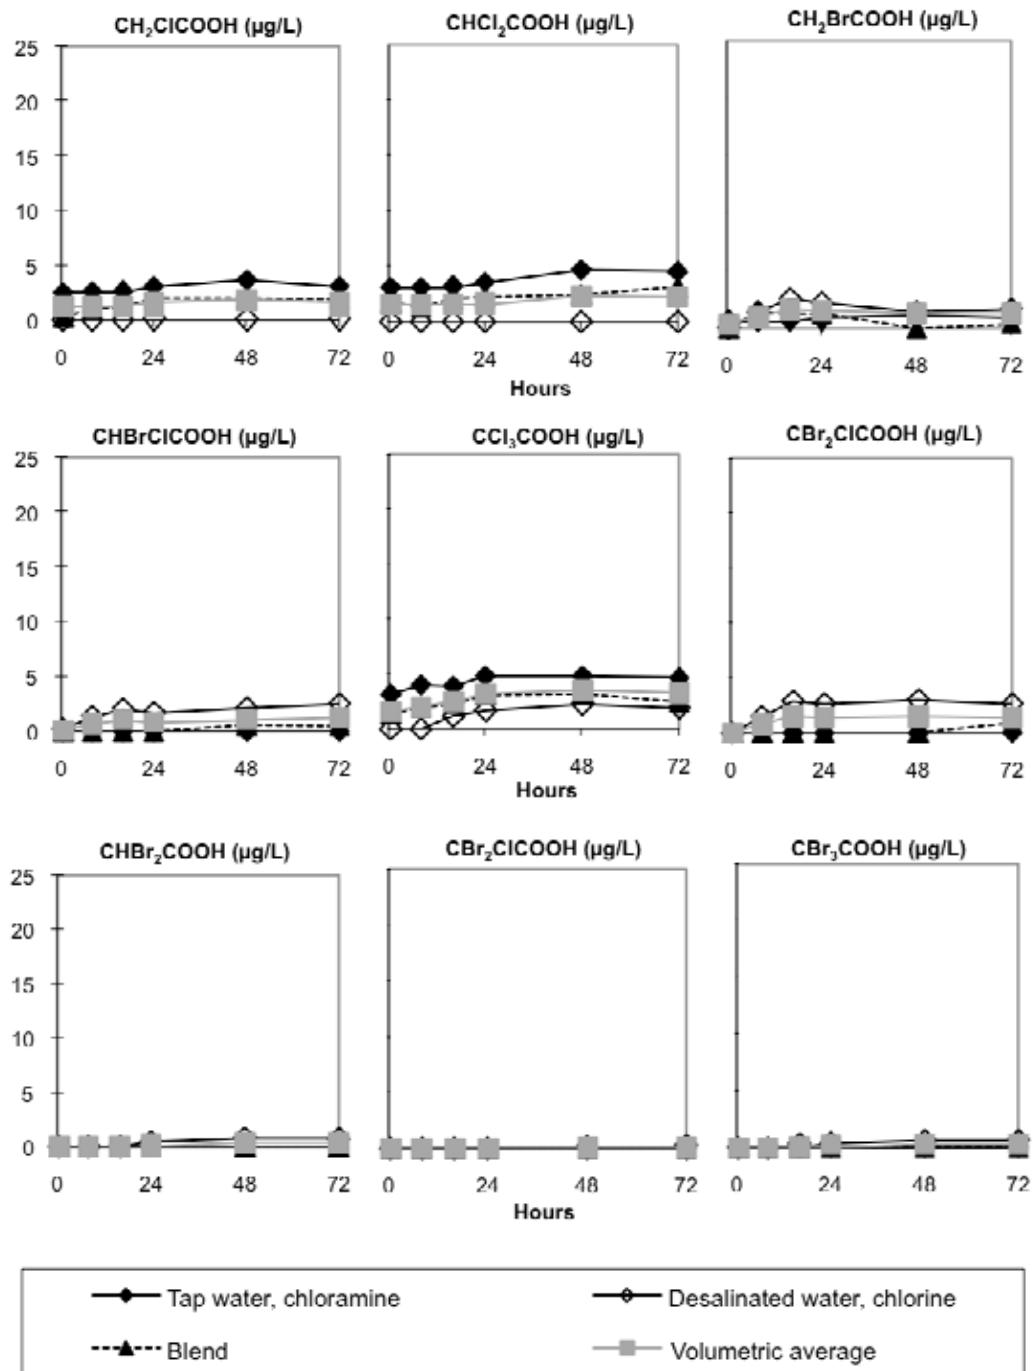 CH₂ClCOOH (µg/L) CHCl₂COOH (µg/L) CH₂BrCOOH (µg/L)
25
20
15
10
5
0
0 24 48 72 0 24 48 72 0 24 48 72
Hours
CHBrClCOOH (µg/L) CCl₃COOH (µg/L) CBr₂ClCOOH (µg/L)
25
20
15
10
5
0
0 24 48 72 0 24 48 72 0 24 48 72
Hours
CHBr₂COOH (µg/L) CBr₂ClCOOH (µg/L) CBr₃COOH (µg/L)
25
20
15
10
5
0
0 24 48 72 0 24 48 72 0 24 48 72
Hours
Tap water, chloramine Desalinated water, chlorine
Blend Volumetric average